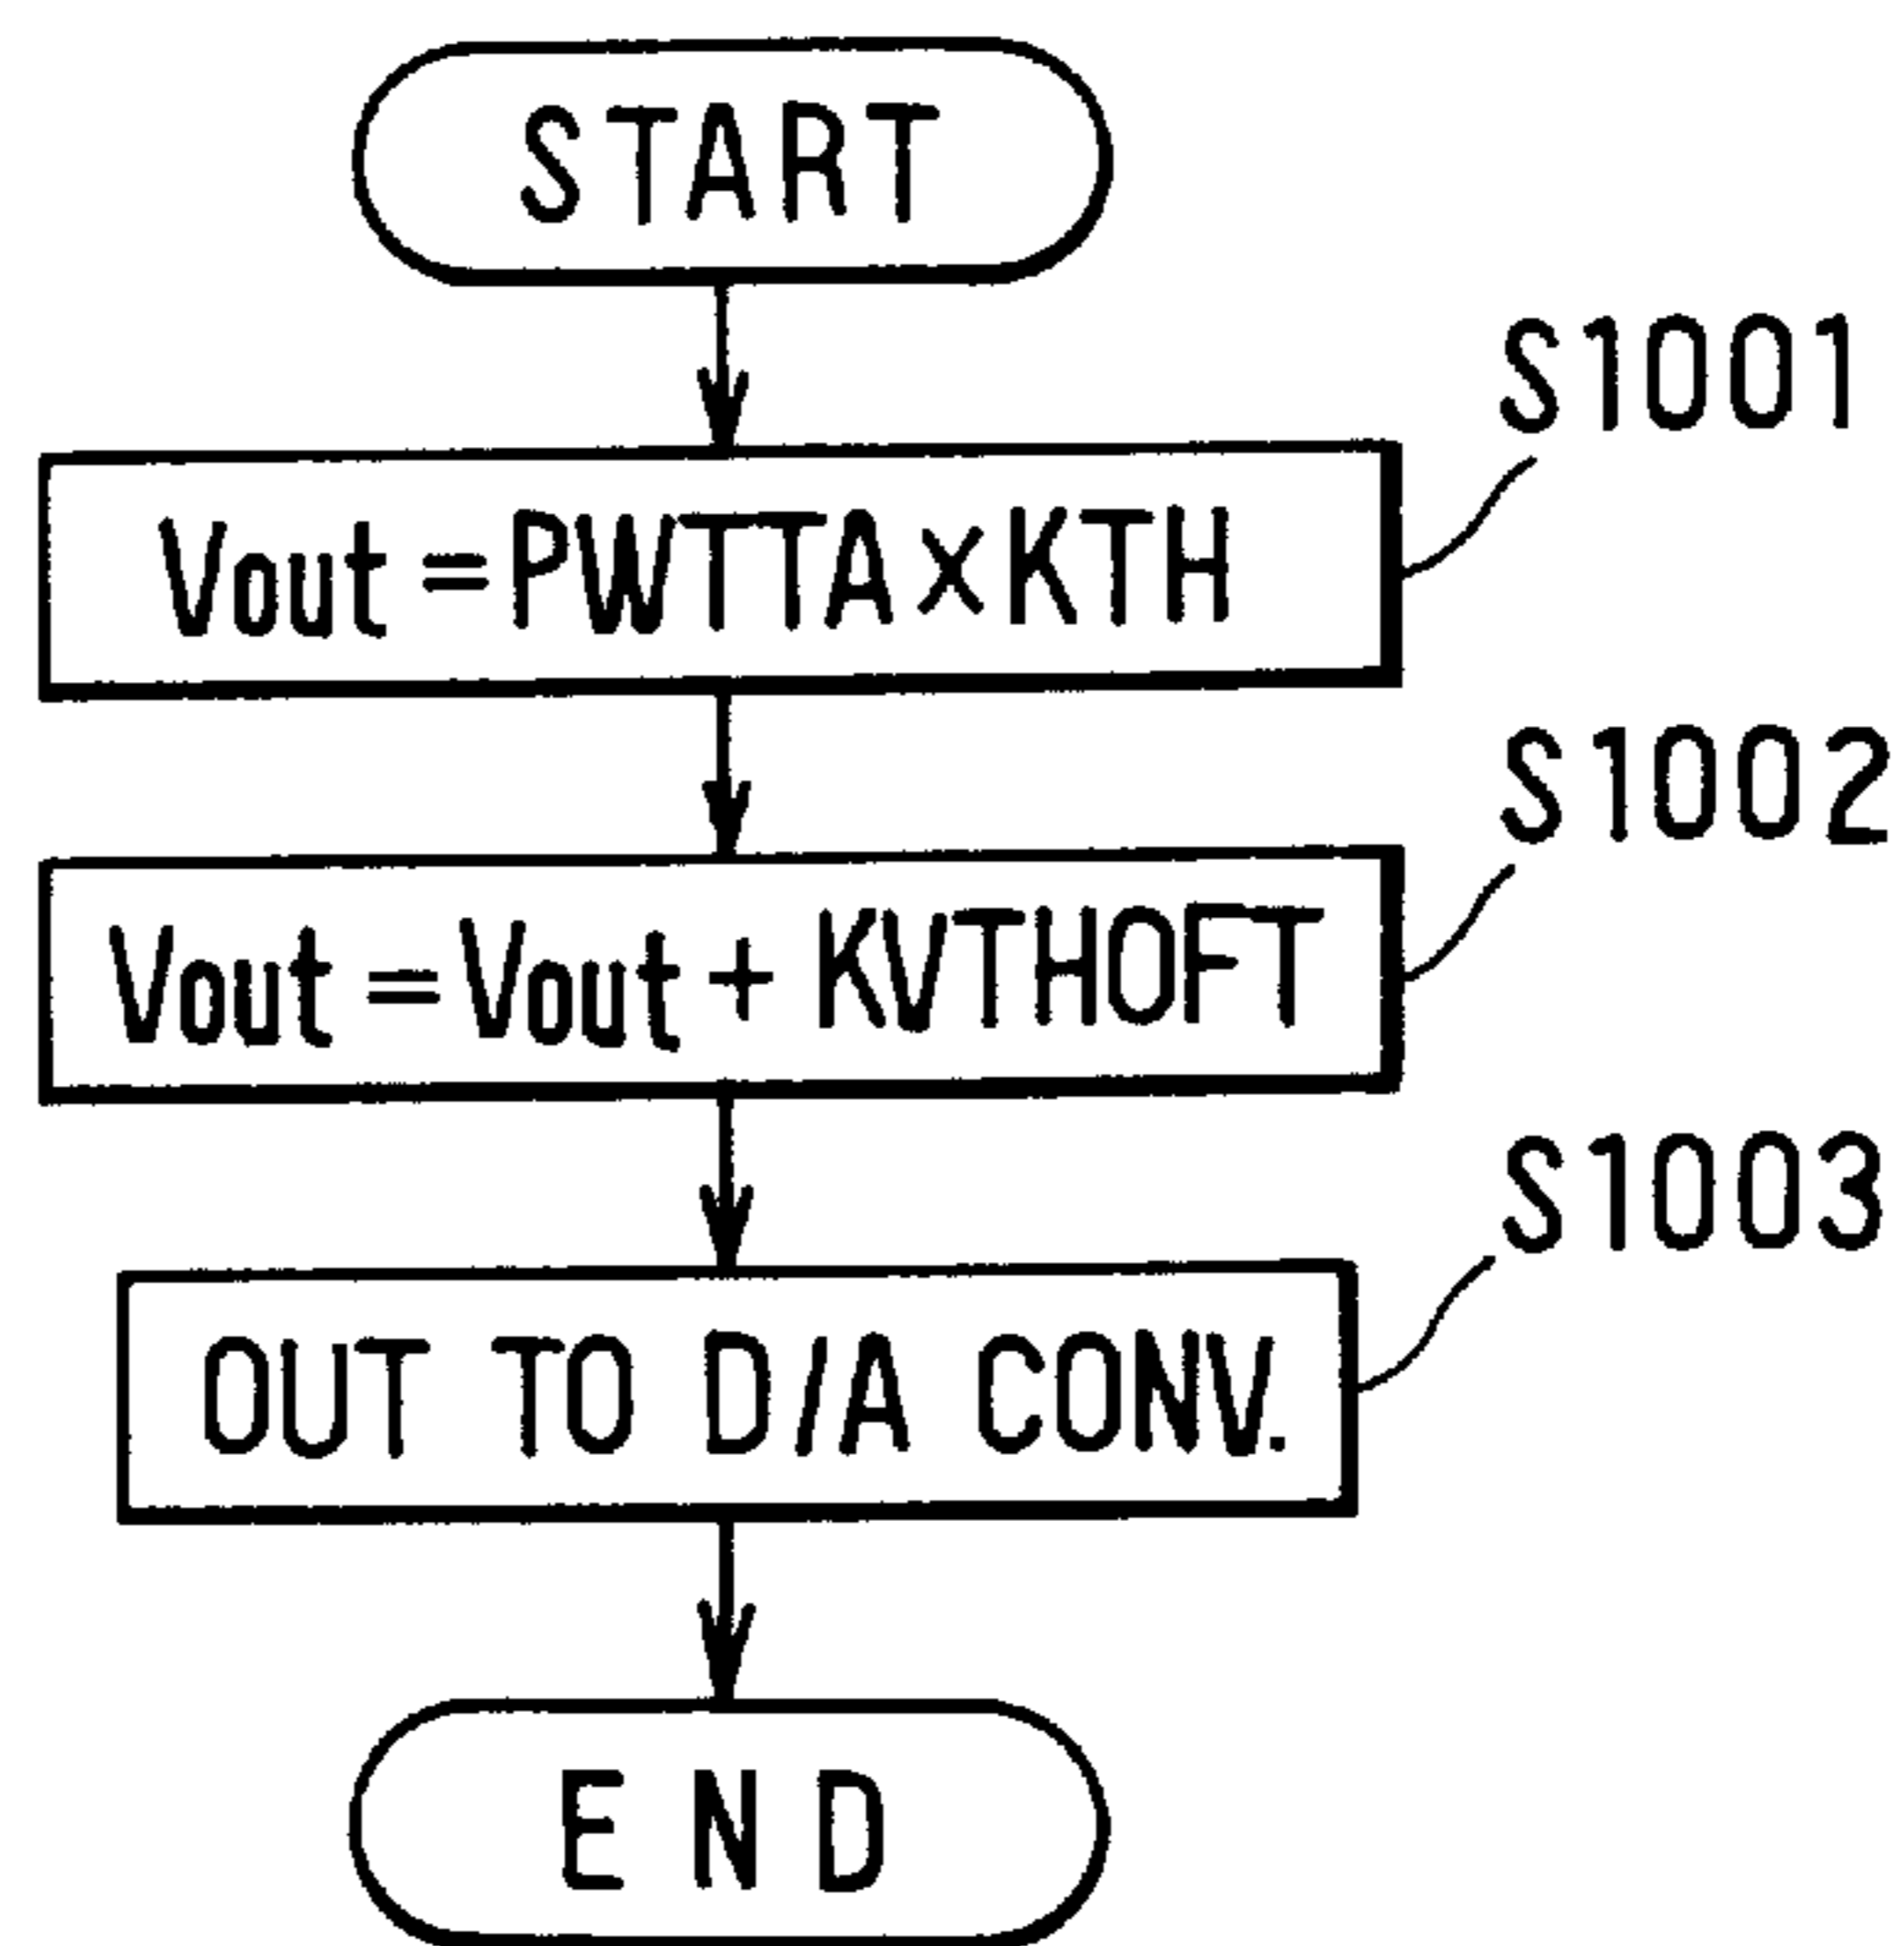 START
S1001
Vout = PWTTA x KTH
S1002
Vout = Vout + KVTHOFT
S1003
OUT TO D/A CONV.
END